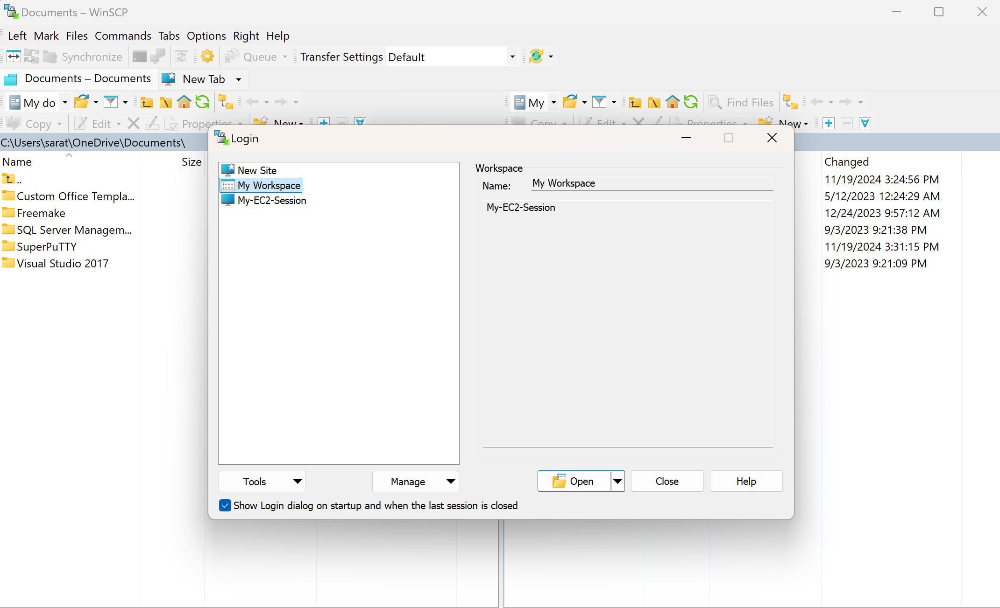 Documents – WinSCP
Left Mark Files Commands Tabs Options Right Help
Synchronize Queue Transfer Settings Default
Documents – Documents New Tab
My do My Find Files
Copy Edit Properties New Copy Edit Properties New
C:\Users\sarat\OneDrive\Documents\
Name Size Changed
.. 11/19/2024 3:24:56 PM
Custom Office Templa... 5/12/2023 12:24:29 AM
Freemake 12/24/2023 9:57:12 AM
SQL Server Managem... 9/3/2023 9:21:38 PM
SuperPuTTY 11/19/2024 3:31:15 PM
Visual Studio 2017 9/3/2023 9:21:09 PM
Login
New Site
My Workspace
My-EC2-Session
Workspace
Name: My Workspace
My-EC2-Session
Tools Manage Open Close Help
Show Login dialog on startup and when the last session is closed